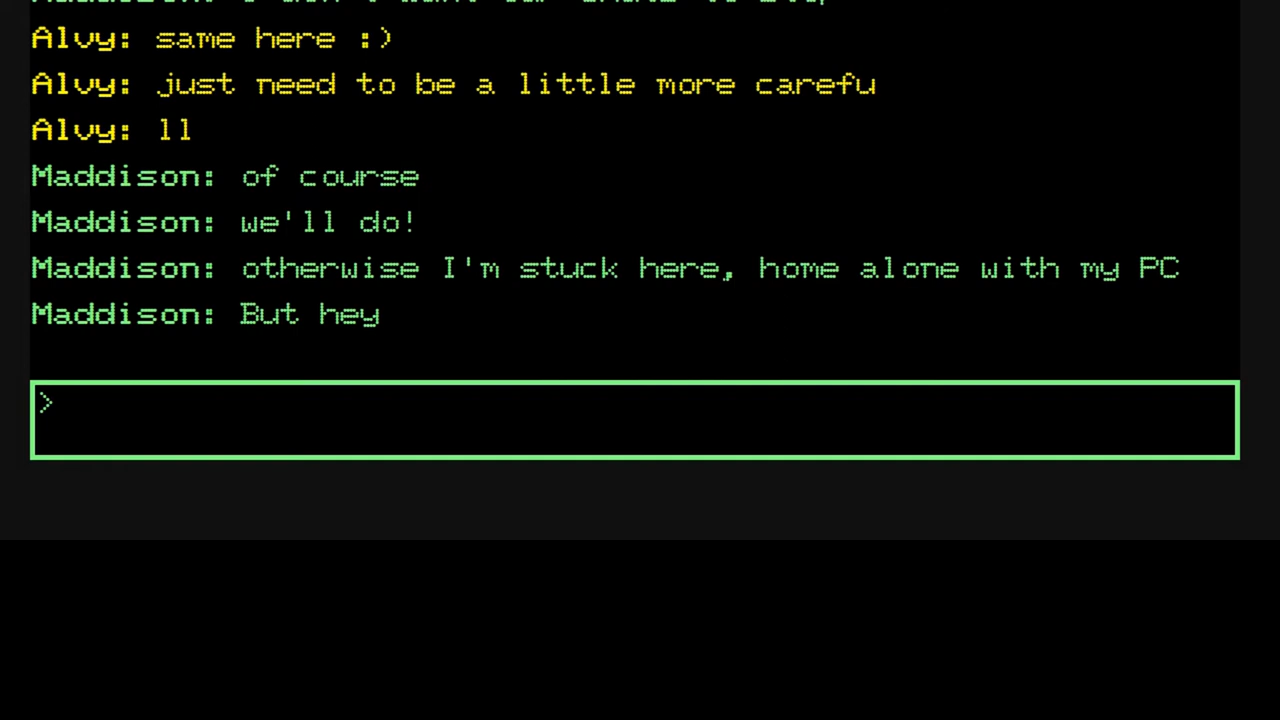 Alvy: same here :)
Alvy: just need to be a little more carefu
Alvy: ll
Maddison: of course
Maddison: we'll do!
Maddison: otherwise I'm stuck here, home alone with my PC
Maddison: But hey
>